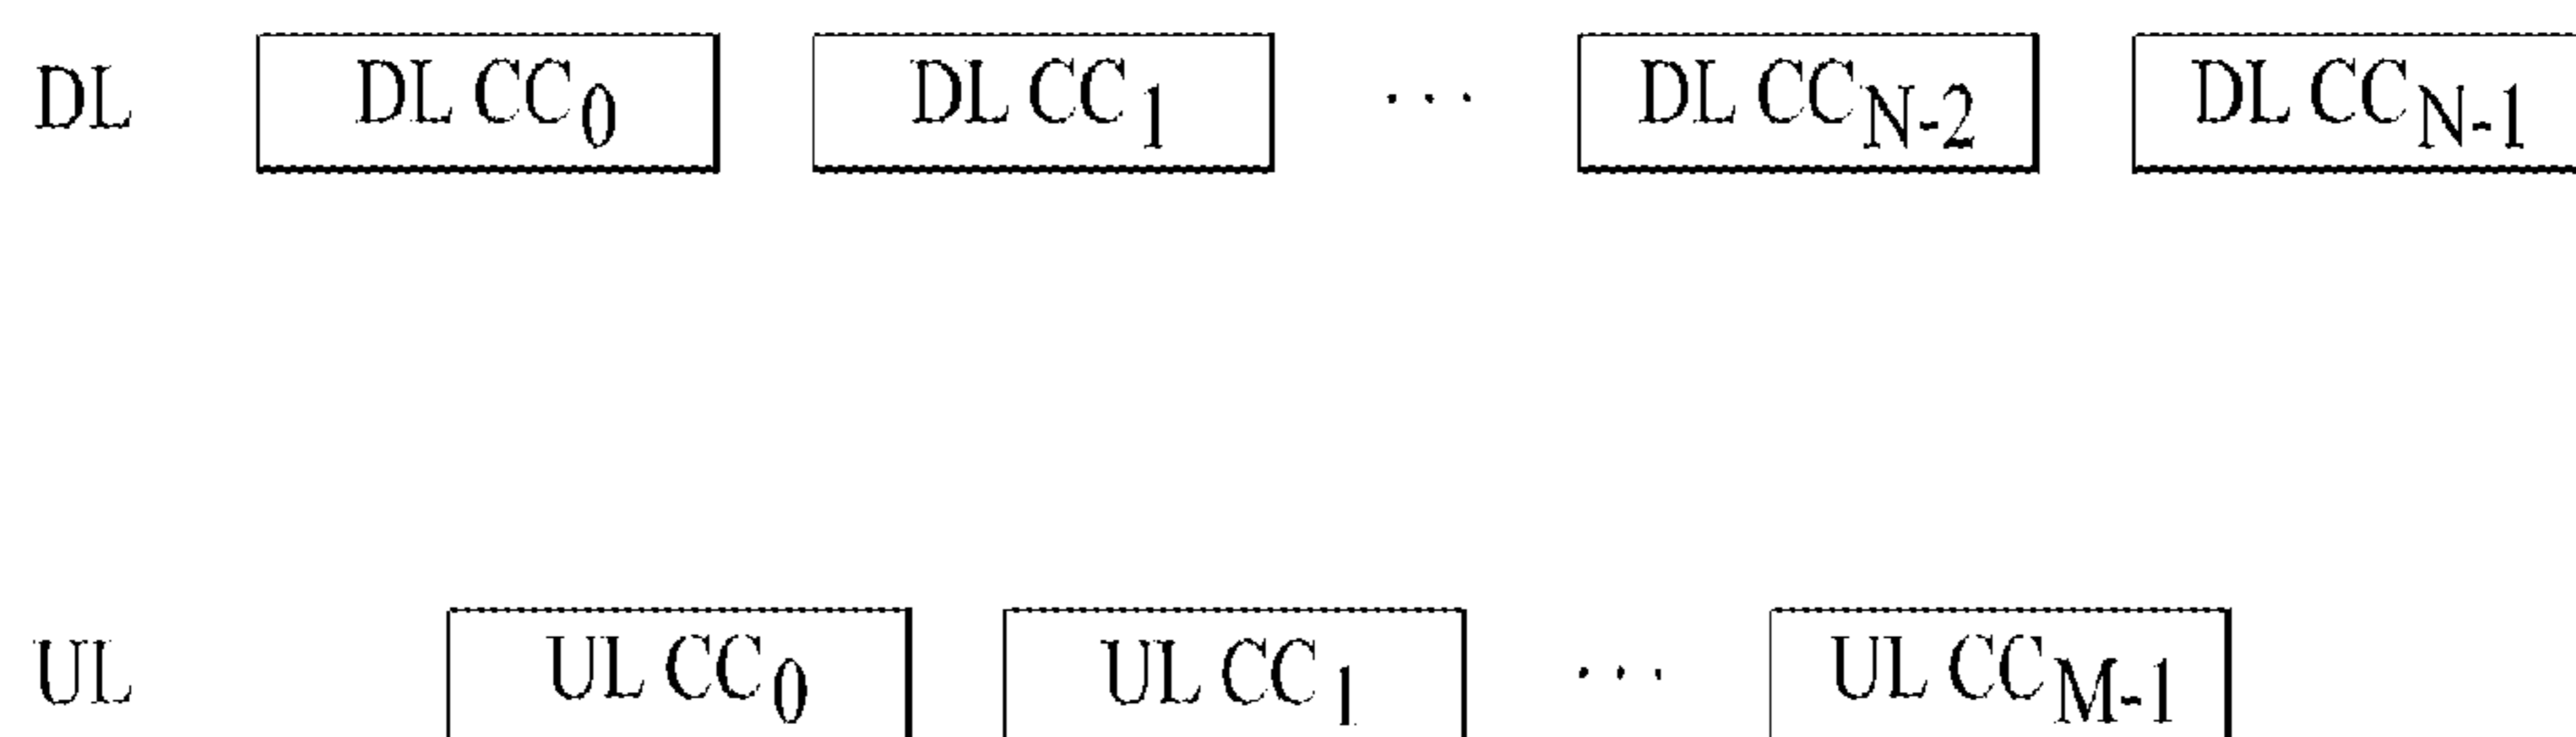 DL DL CC0 DL CC1 ... DL CCN-2 DL CCN-1
UL UL CC0 UL CC1 ... UL CCM-1